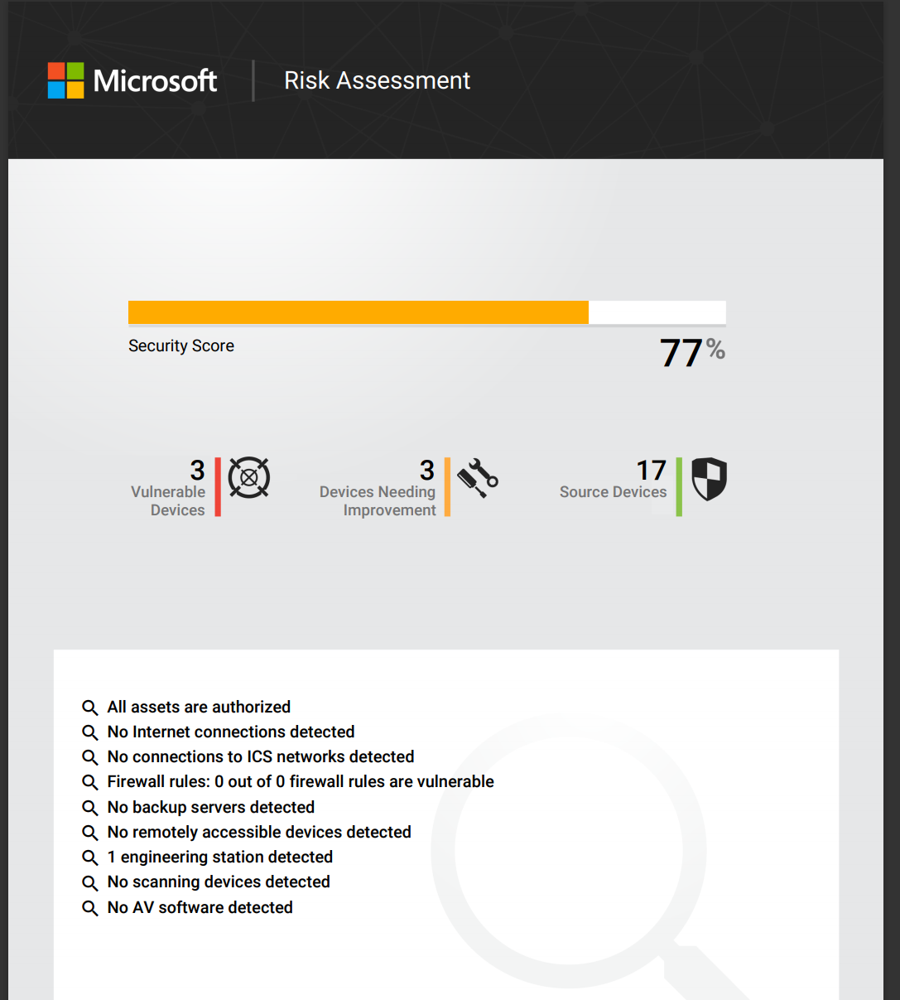 Microsoft
Risk Assessment
Security Score
77%
3
Vulnerable
Devices
3
Devices Needing
Improvement
17
Source Devices
All assets are authorized
No Internet connections detected
No connections to ICS networks detected
Firewall rules: 0 out of 0 firewall rules are vulnerable
No backup servers detected
No remotely accessible devices detected
1 engineering station detected
No scanning devices detected
No AV software detected